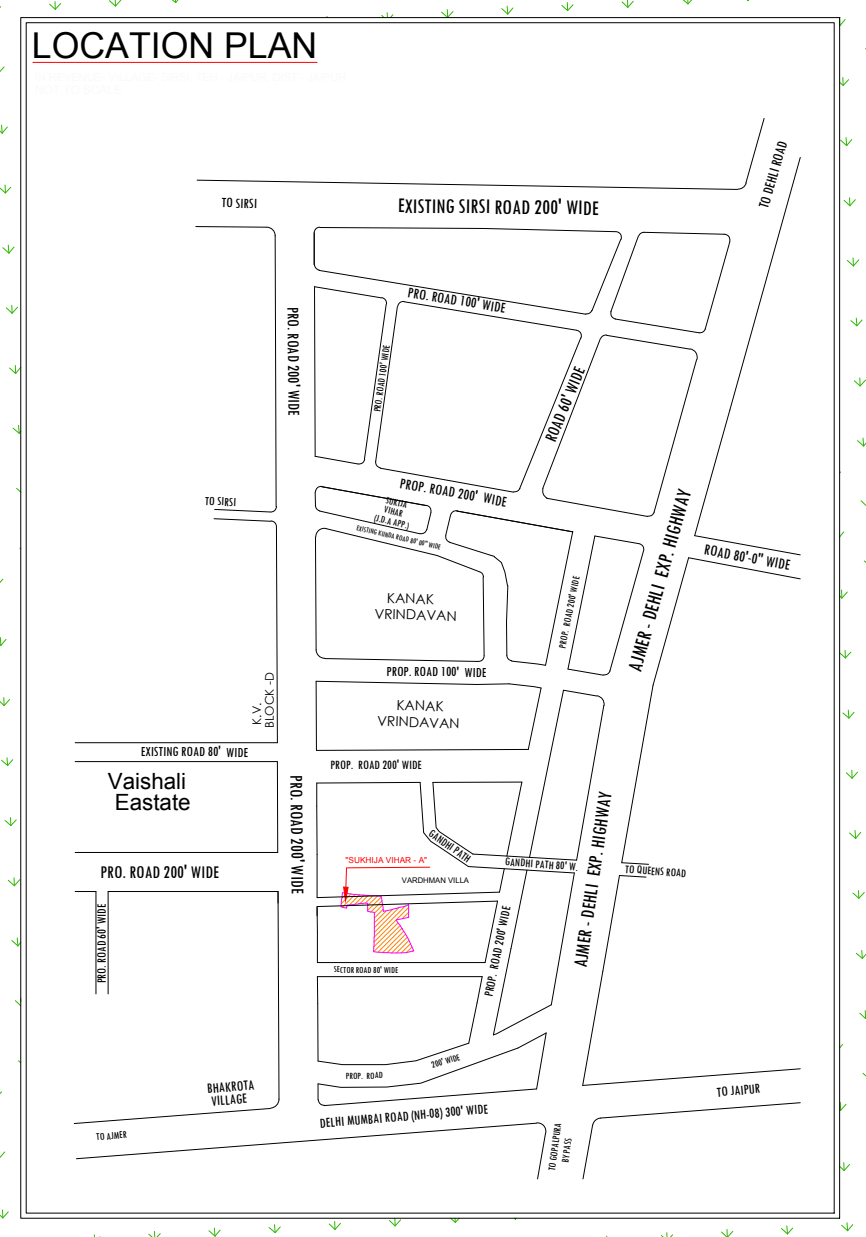 LOCATION PLAN
TO DEHLI ROAD
TO SIRSI
EXISTING SIRSI ROAD 200' WIDE
PRO. ROAD 100' WIDE
PRO. ROAD 200' WIDE
PRO. ROAD 100' WIDE
ROAD 60' WIDE
PROP. ROAD 200' WIDE
TO SIRSI
SUKIJA
VIHAR
(J.D.A APP.)
EXISTING KUNDA ROAD 80' 00" WIDE
AJMER - DEHLI EXP. HIGHWAY
ROAD 80'-0" WIDE
KANAK
VRINDAVAN
PROP. ROAD 200' WIDE
PROP. ROAD 100' WIDE
K.V.
BLOCK -D
KANAK
VRINDAVAN
EXISTING ROAD 80' WIDE
PROP. ROAD 200' WIDE
Vaishali
Eastate
PRO. ROAD 200' WIDE
AJMER - DEHLI EXP. HIGHWAY
GANDHI PATH
GANDHI PATH 80' W.
TO QUEENS ROAD
"SUKHIJA VIHAR - A"
PRO. ROAD 200' WIDE
VARDHMAN VILLA
PRO. ROAD 60' WIDE
PROP. ROAD 200' WIDE
SECTOR ROAD 80' WIDE
PROP. ROAD
200' WIDE
BHAKROTA
VILLAGE
TO JAIPUR
DELHI MUMBAI ROAD (NH-08) 300' WIDE
TO AJMER
TO GOPALPURA
BY PASS